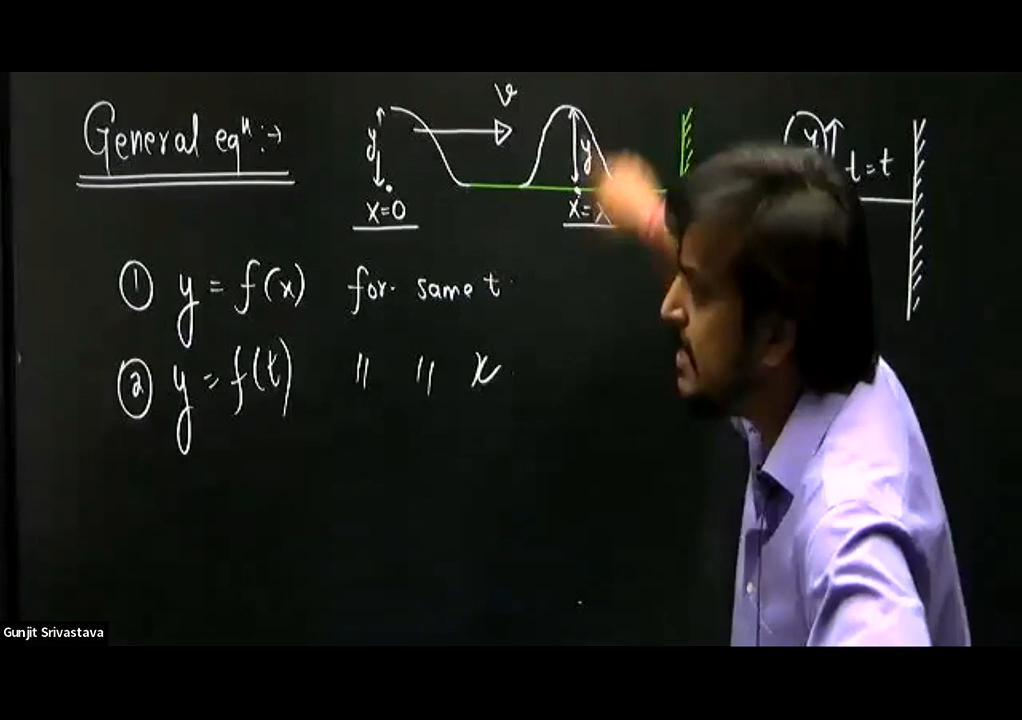 General eqⁿ :→
v
y
y
y
t=t
x=0
x=x
① y = f(x) for same t
② y = f(t) " " x
Gunjit Srivastava